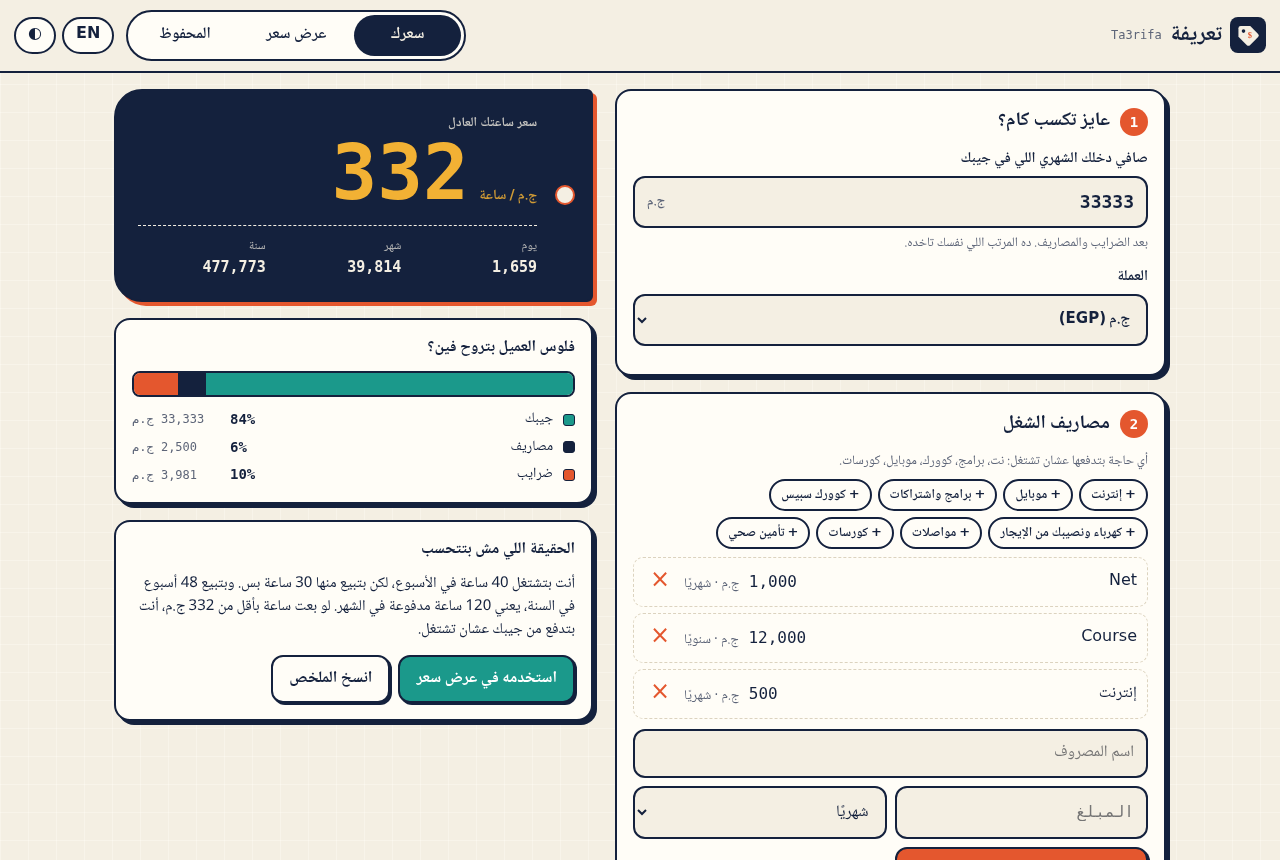 تعريفة Ta3rifa
سعرك
عرض سعر
المحفوظ
EN
1 عايز تكسب كام؟
صافي دخلك الشهري اللي في جيبك
33333 ج.م
بعد الضرايب والمصاريف. ده المرتب اللي نفسك تاخده.
العملة
ج.م (EGP)
2 مصاريف الشغل
أي حاجة بتدفعها عشان تشتغل: نت، برامج، كوورك، موبايل، كورسات.
+ إنترنت
+ موبايل
+ برامج واشتراكات
+ كوورك سبيس
+ كهرباء ونصيبك من الإيجار
+ مواصلات
+ كورسات
+ تأمين صحي
Net 1,000 ج.م · شهريًا ×
Course 12,000 ج.م · سنويًا ×
إنترنت 500 ج.م · شهريًا ×
اسم المصروف
المبلغ
شهريًا
سعر ساعتك العادل
332 ج.م / ساعة
يوم شهر سنة
1,659 39,814 477,773
فلوس العميل بتروح فين؟
جيبك 84% 33,333 ج.م
مصاريف 6% 2,500 ج.م
ضرايب 10% 3,981 ج.م
الحقيقة اللي مش بتتحسب
أنت بتشتغل 40 ساعة في الأسبوع، لكن بتبيع منها 30 ساعة بس. وبتبيع 48 أسبوع
في السنة، يعني 120 ساعة مدفوعة في الشهر. لو بعت ساعة بأقل من 332 ج.م، أنت
بتدفع من جيبك عشان تشتغل.
استخدمه في عرض سعر
انسخ الملخص